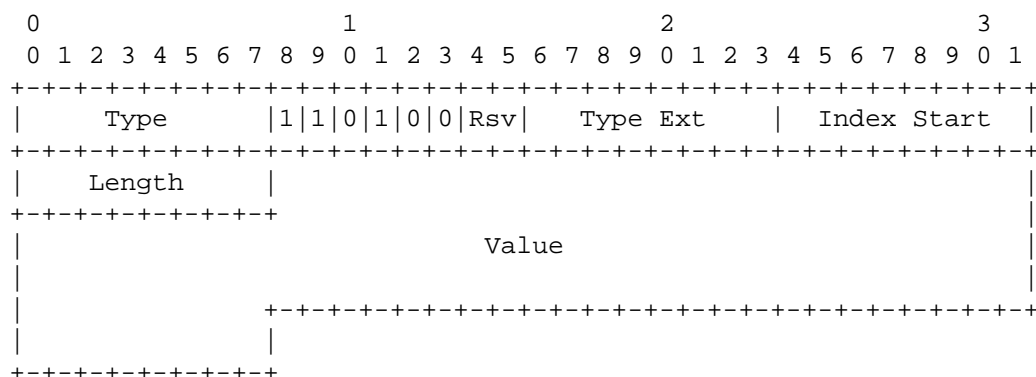 0                   1                   2                   3
 0 1 2 3 4 5 6 7 8 9 0 1 2 3 4 5 6 7 8 9 0 1 2 3 4 5 6 7 8 9 0 1
+-+-+-+-+-+-+-+-+-+-+-+-+-+-+-+-+-+-+-+-+-+-+-+-+-+-+-+-+-+-+-+-+
|     Type      |1|1|0|1|0|0|Rsv|   Type Ext    |  Index Start  |
+-+-+-+-+-+-+-+-+-+-+-+-+-+-+-+-+-+-+-+-+-+-+-+-+-+-+-+-+-+-+-+-+
|    Length     |                                               |
+-+-+-+-+-+-+-+-+                                               |
|                             Value                             |
|                                                               |
|               +-+-+-+-+-+-+-+-+-+-+-+-+-+-+-+-+-+-+-+-+-+-+-+-+
|               |
+-+-+-+-+-+-+-+-+